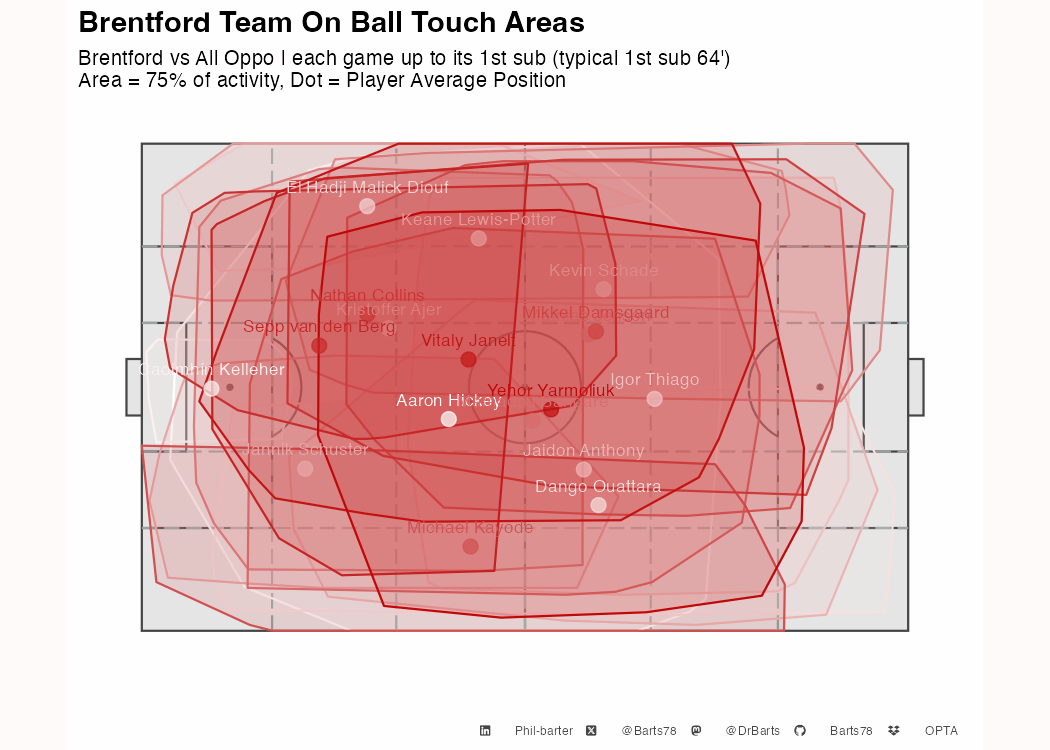 Brentford Team On Ball Touch Areas
Brentford vs All Oppo I each game up to its 1st sub (typical 1st sub 64')
Area = 75% of activity, Dot = Player Average Position
El Hadji Malick Diouf
Keane Lewis-Potter
Kevin Schade
Nathan Collins
Kristoffer Ajer
Mikkel Damsgaard
Sepp van den Berg
Vitaly Janelt
Caoimhin Kelleher
Igor Thiago
Yehor Yarmoliuk
Aaron Hickey
Jannik Schuster
Jaidon Anthony
Dango Ouattara
Michael Kayode
Phil-barter @Barts78 @DrBarts Barts78 OPTA